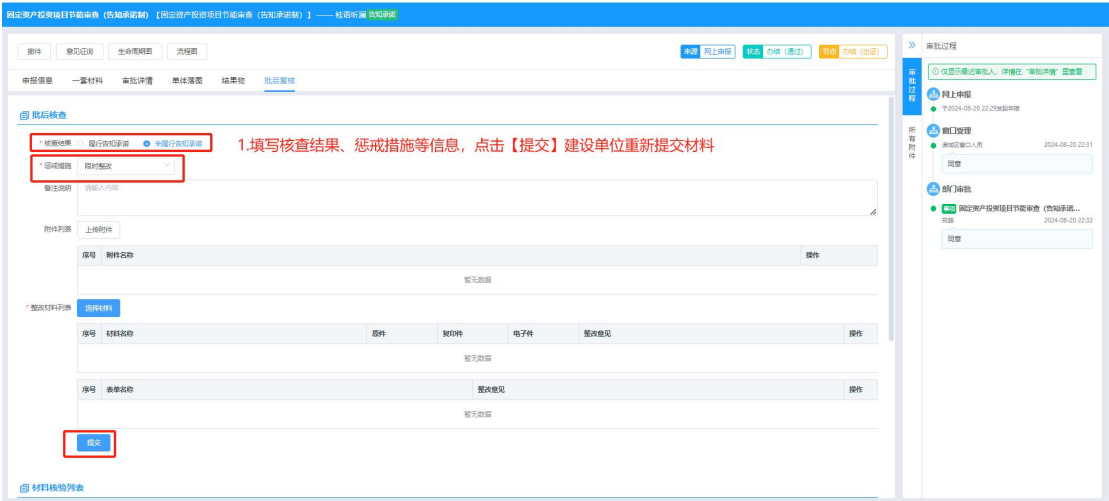 固定资产投资项目节能审查（告知承诺制）【固定资产投资项目节能审查（告知承诺制）】 —— 桂语听澜 告知承诺
撤件 意见征询 生命周期图 流程图 来源 网上申报 状态 办结（通过） 节点 办结（出证）
申报信息 一套材料 审批详情 单体落图 结果物 批后复核
批后核查
* 核查结果 履行告知承诺 未履行告知承诺 1.填写核查结果、惩戒措施等信息，点击【提交】建设单位重新提交材料
* 惩戒措施 限时整改
备注说明 请输入内容
附件列表 上传附件
序号 附件名称 操作
暂无数据
* 整改材料列表 选择材料
序号 材料名称 原件 复印件 电子件 整改意见 操作
暂无数据
序号 表单名称 整改意见 操作
暂无数据
提交
材料核验列表
审批过程
所有附件
审批过程
仅显示最近审批人，详情在“审批详情”里查看
网上申报
于2024-08-20 22:29发起申报
窗口受理
区窗口人员 2024-08-20 22:31
同意
部门审批
事项 固定资产投资项目节能审查（告知承诺...
2024-08-20 22:32
同意